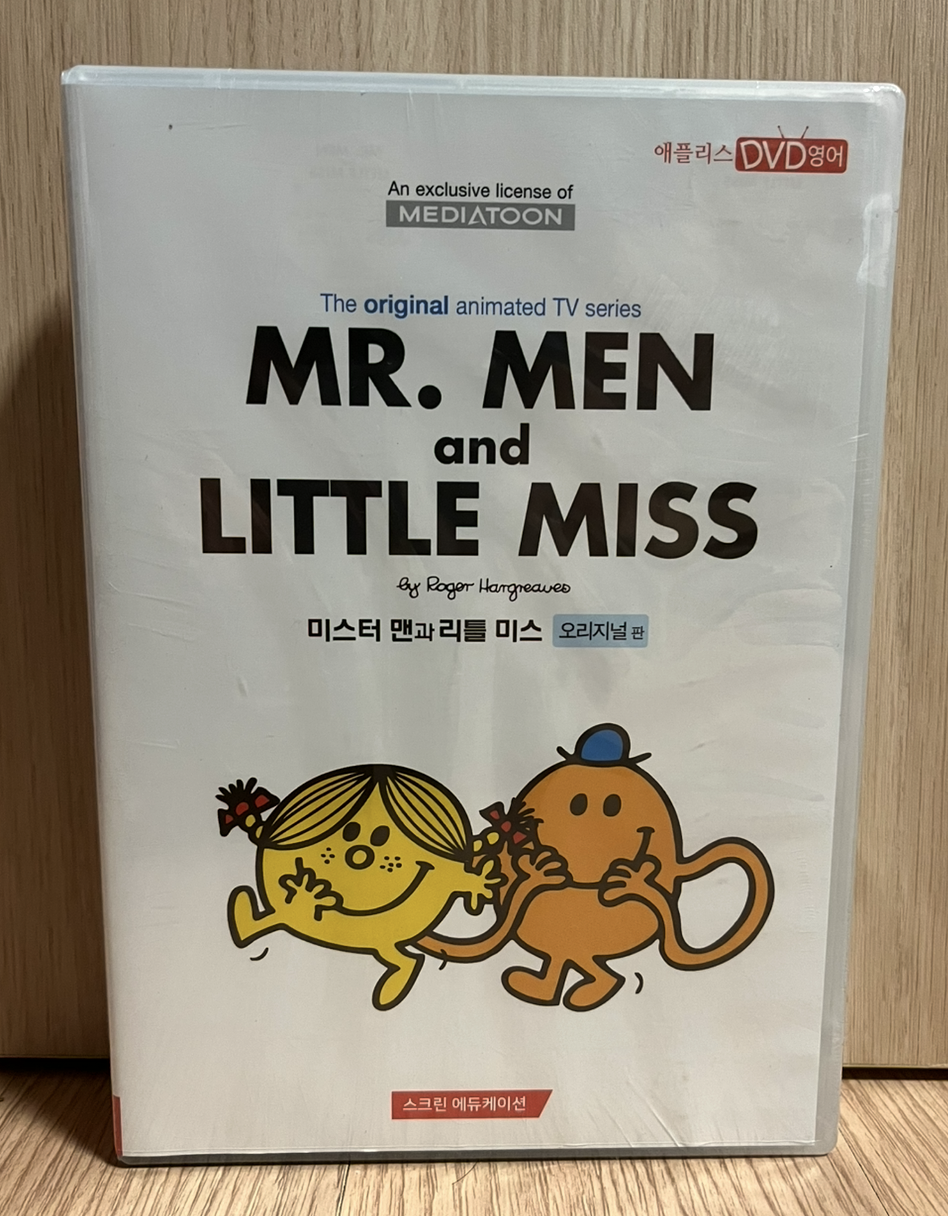 애플리스 DVD영어
An exclusive license of
MEDIATOON
The original animated TV series
MR. MEN
and
LITTLE MISS
by Roger Hargreaves
미스터 맨과 리틀 미스 오리지널 판
스크린 에듀케이션